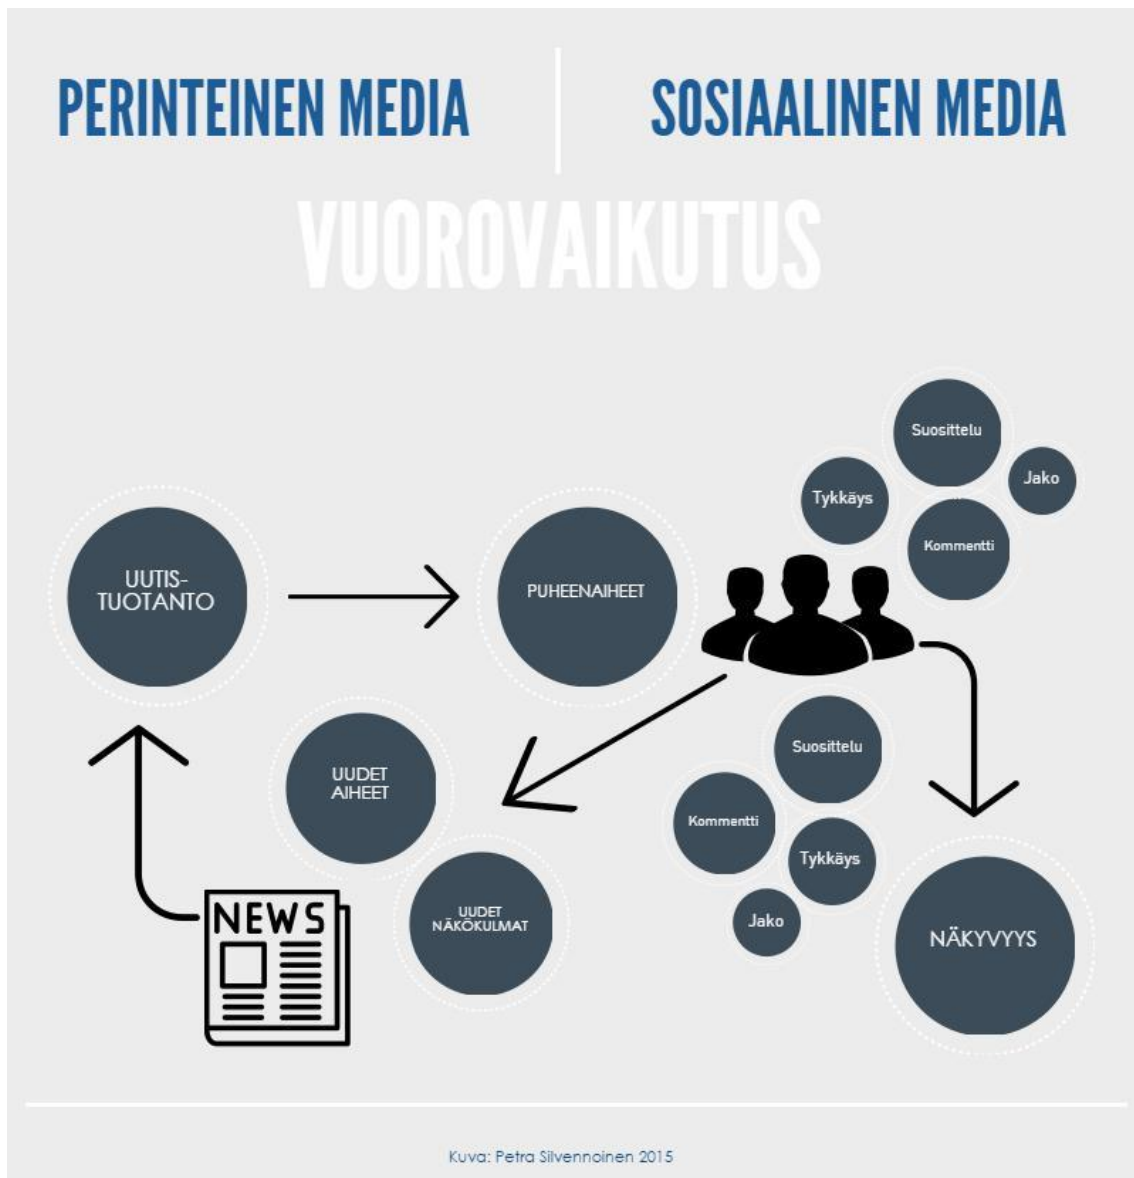 PERINTEINEN MEDIA
SOSIAALINEN MEDIA
VUOROVAIKUTUS
Suosittelu
Jako
Tykkäys
Kommentti
UUTIS-
TUOTANTO
PUHEENAIHEET
UUDET
AIHEET
UUDET
NÄKÖKULMAT
NEWS
Suosittelu
Kommentti
Tykkäys
Jako
NÄKYVYYS
Kuva: Petra Silvennoinen 2015